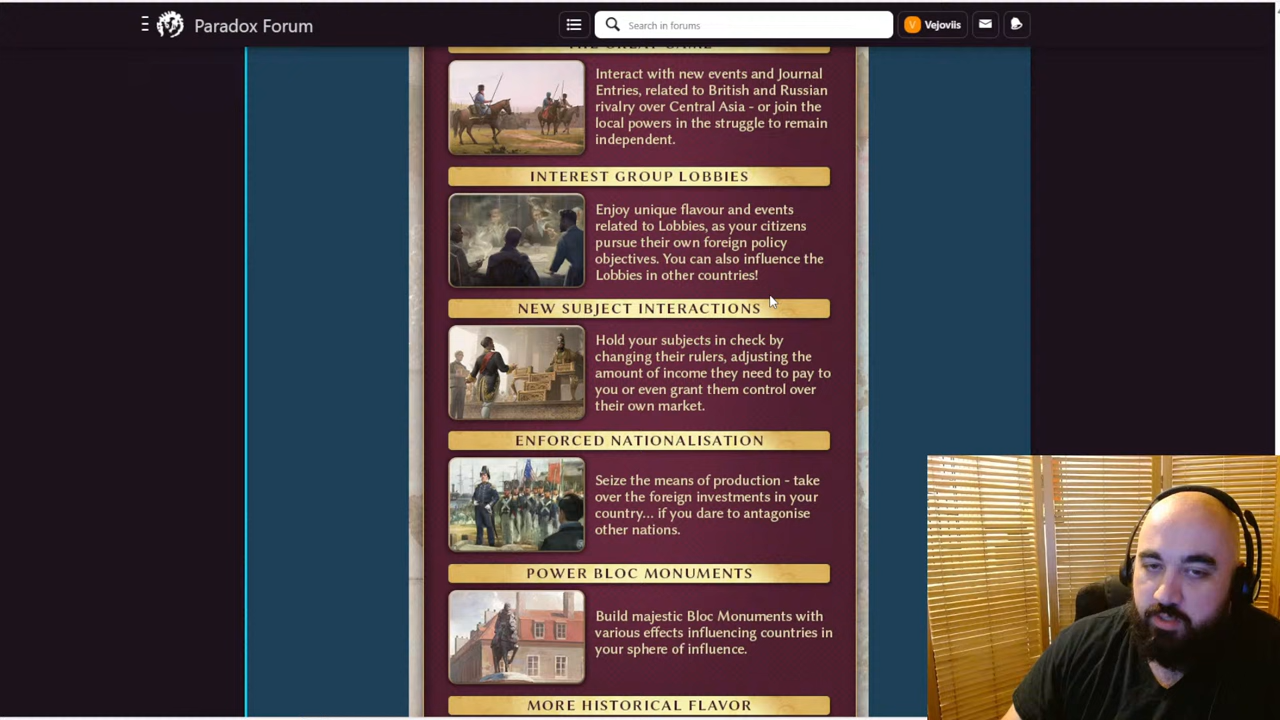 Paradox Forum
Search in forums
V
Vejoviis
THE GREAT GAME
Interact with new events and Journal
Entries, related to British and Russian
rivalry over Central Asia - or join the
local powers in the struggle to remain
independent.
INTEREST GROUP LOBBIES
Enjoy unique flavour and events
related to Lobbies, as your citizens
pursue their own foreign policy
objectives. You can also influence the
Lobbies in other countries!
NEW SUBJECT INTERACTIONS
Hold your subjects in check by
changing their rulers, adjusting the
amount of income they need to pay to
you or even grant them control over
their own market.
ENFORCED NATIONALISATION
Seize the means of production - take
over the foreign investments in your
country... if you dare to antagonise
other nations.
POWER BLOC MONUMENTS
Build majestic Bloc Monuments with
various effects influencing countries in
your sphere of influence.
MORE HISTORICAL FLAVOR